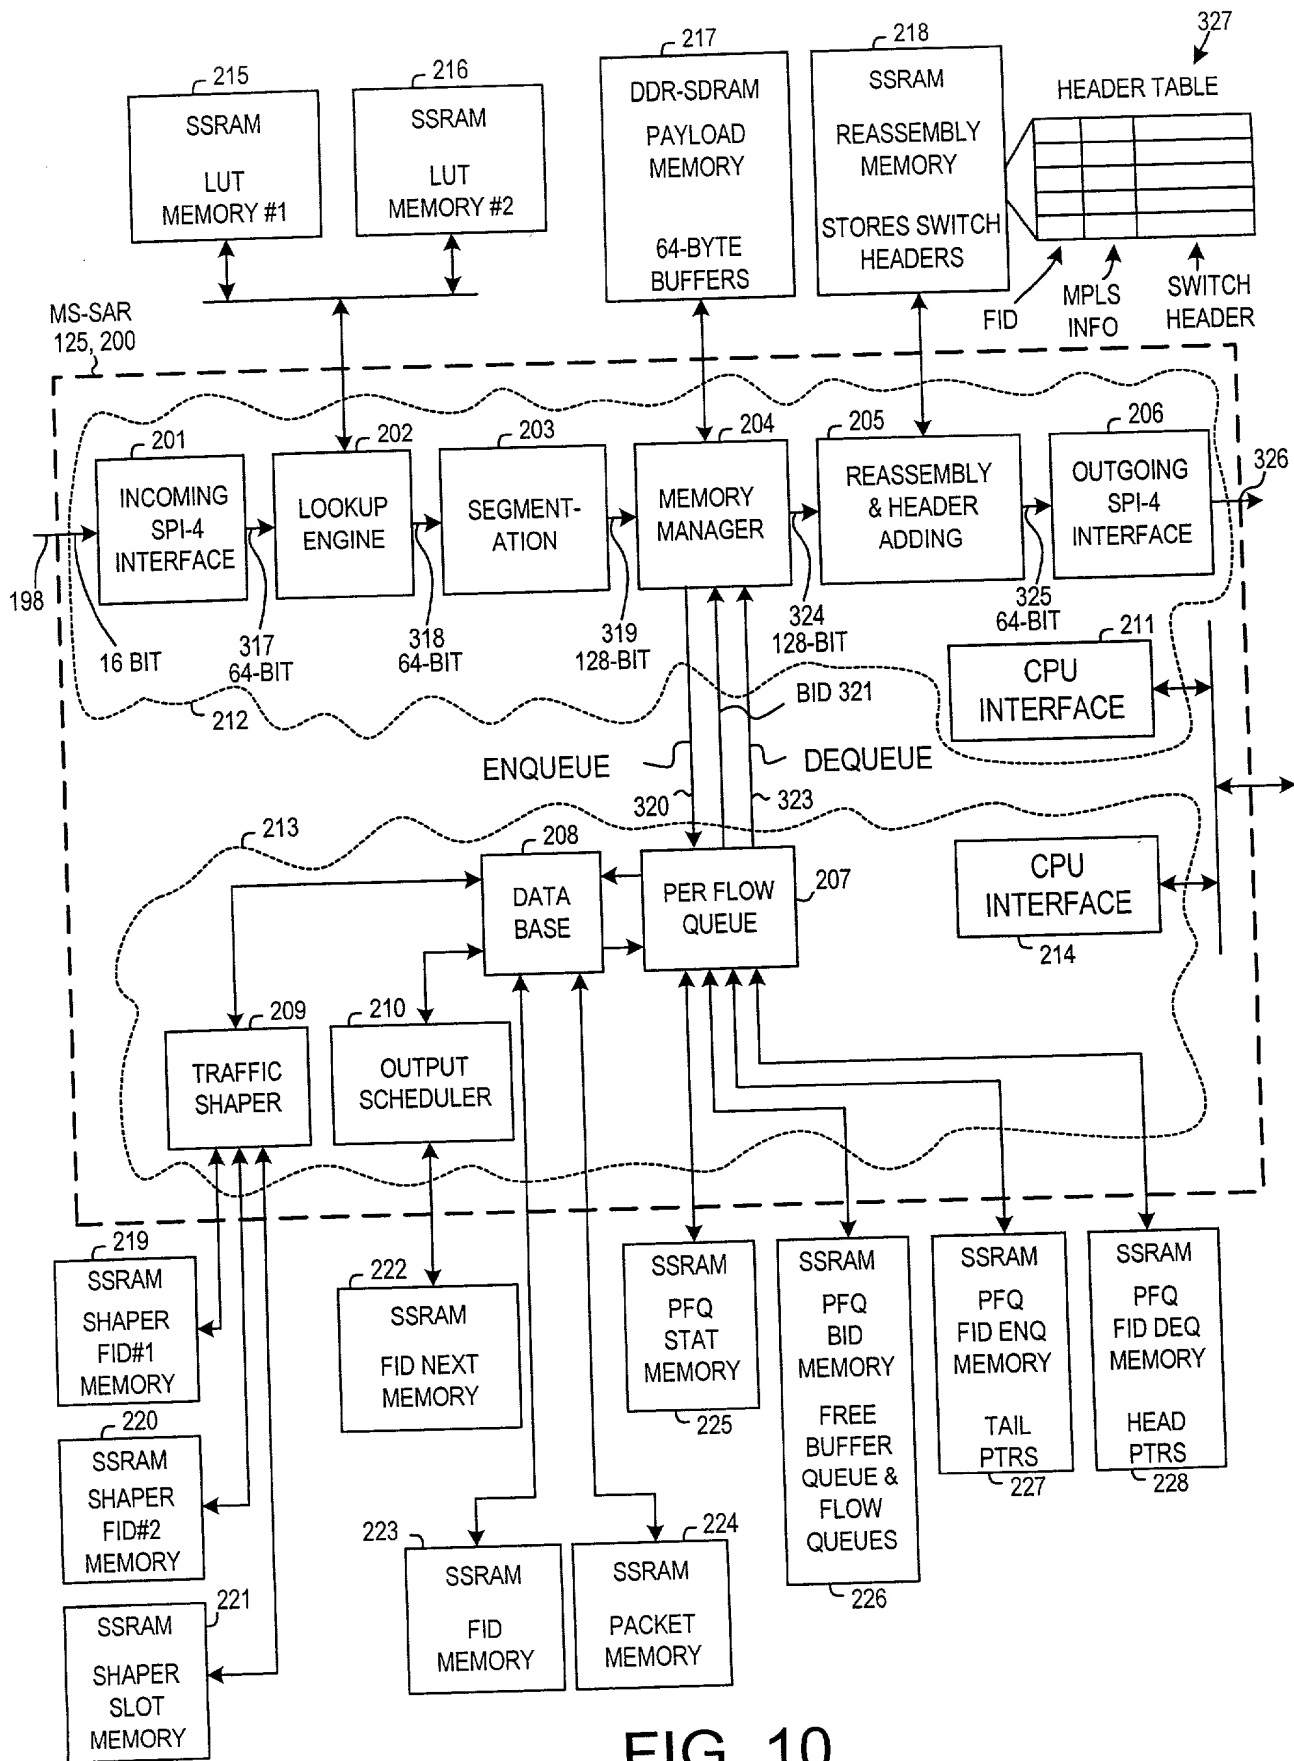 327
217
218
215
216
SSRAM
LUT
MEMORY #1
SSRAM
LUT
MEMORY #2
DDR-SDRAM
PAYLOAD
MEMORY
64-BYTE
BUFFERS
SSRAM
REASSEMBLY
MEMORY
STORES SWITCH
HEADERS
HEADER TABLE
FID
MPLS
INFO
SWITCH
HEADER
MS-SAR
125, 200
201
202
203
204
205
206
INCOMING
SPI-4
INTERFACE
LOOKUP
ENGINE
SEGMENT-
ATION
MEMORY
MANAGER
REASSEMBLY
& HEADER
ADDING
OUTGOING
SPI-4
INTERFACE
326
198
16 BIT
317
64-BIT
318
64-BIT
319
128-BIT
324
128-BIT
325
64-BIT
211
CPU
INTERFACE
212
BID 321
ENQUEUE
DEQUEUE
320
323
213
208
DATA
BASE
PER FLOW
QUEUE
207
CPU
INTERFACE
214
209
TRAFFIC
SHAPER
210
OUTPUT
SCHEDULER
219
SSRAM
SHAPER
FID#1
MEMORY
220
SSRAM
SHAPER
FID#2
MEMORY
221
SSRAM
SHAPER
SLOT
MEMORY
222
SSRAM
FID NEXT
MEMORY
223
SSRAM
FID
MEMORY
224
SSRAM
PACKET
MEMORY
SSRAM
PFQ
STAT
MEMORY
225
SSRAM
PFQ
BID
MEMORY
FREE
BUFFER
QUEUE &
FLOW
QUEUES
226
SSRAM
PFQ
FID ENQ
MEMORY
TAIL
PTRS
227
SSRAM
PFQ
FID DEQ
MEMORY
HEAD
PTRS
228
FIG. 10